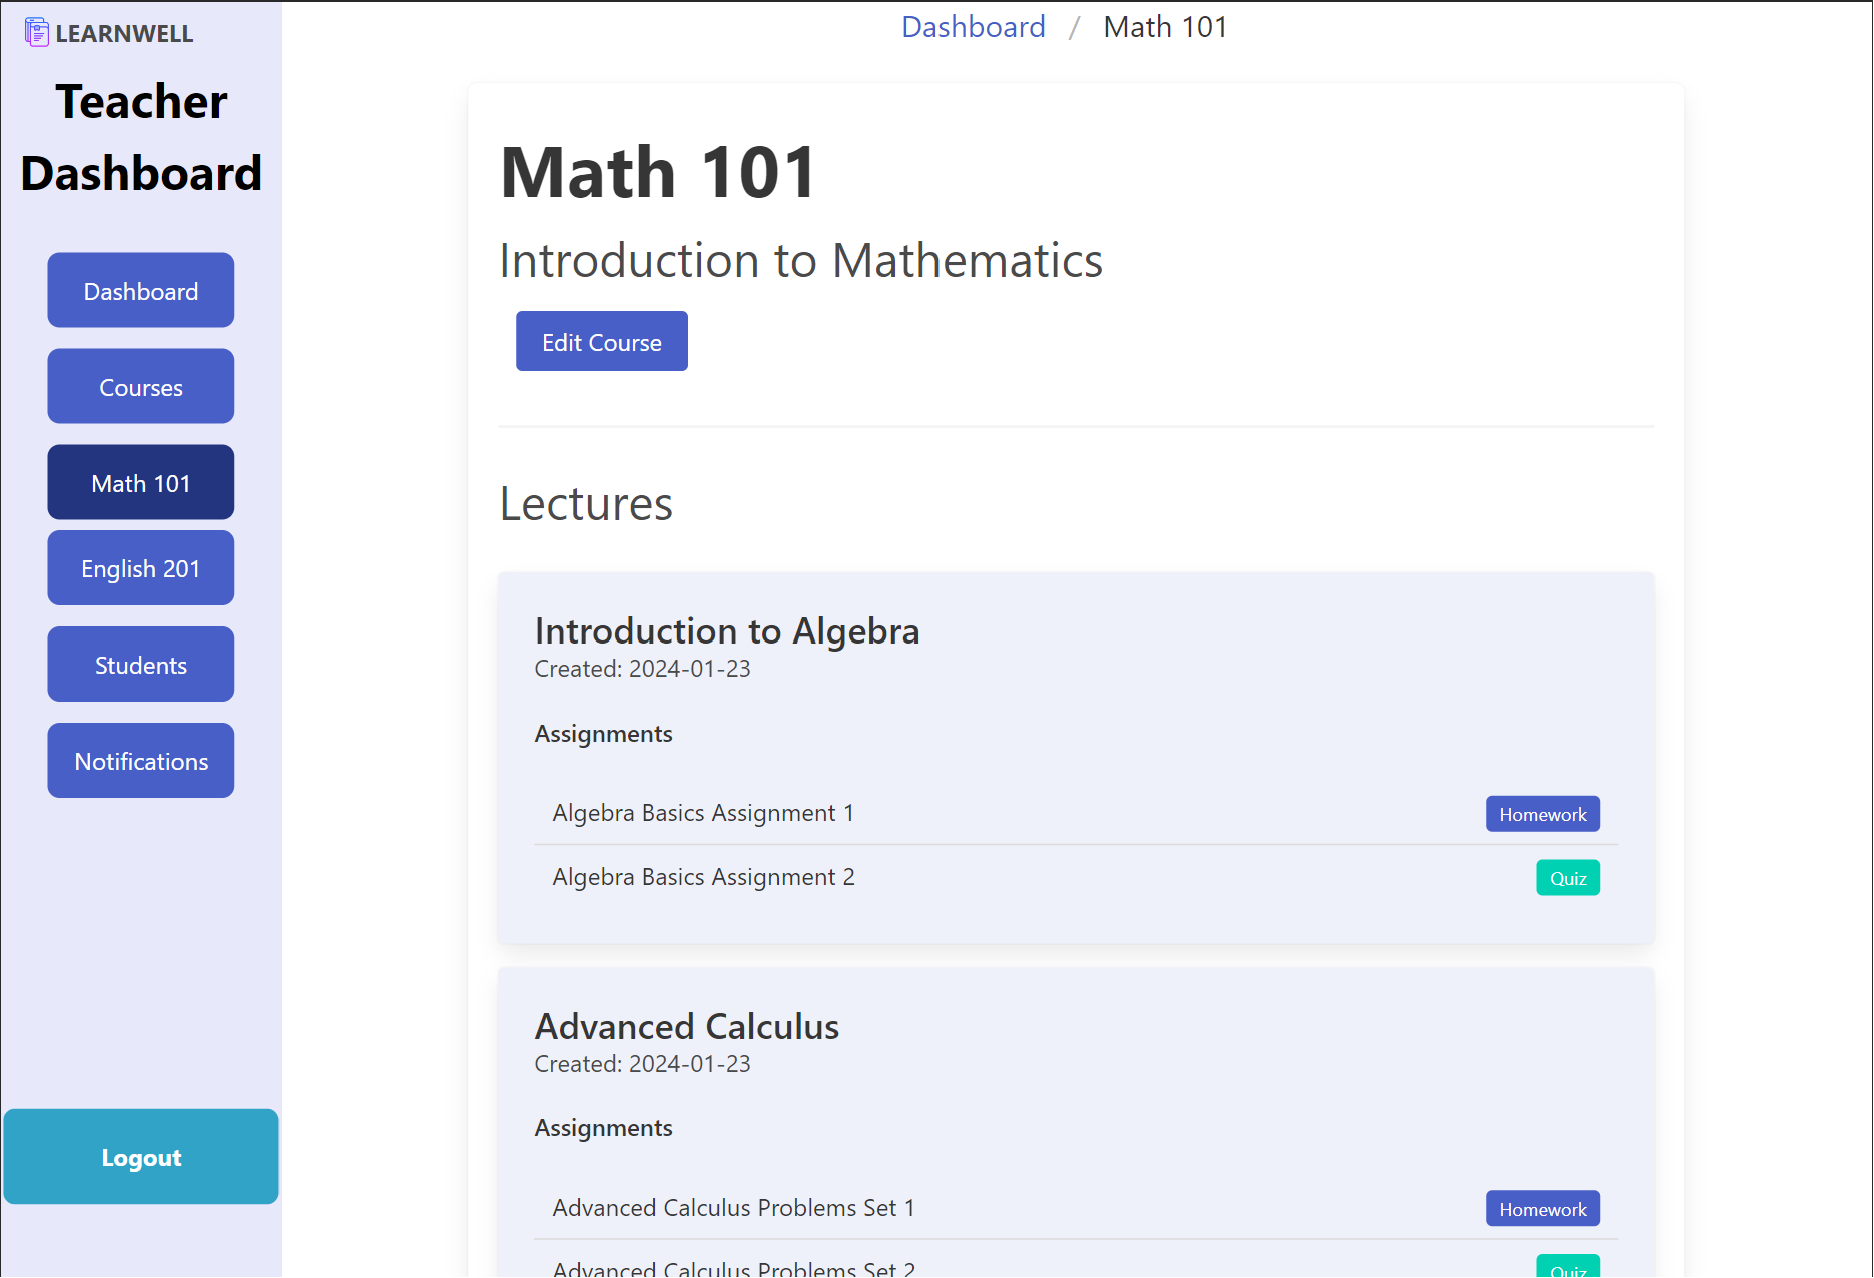 LEARNWELL
Teacher
Dashboard
Dashboard
Courses
Math 101
English 201
Students
Notifications
Logout
Dashboard / Math 101
Math 101
Introduction to Mathematics
Edit Course
Lectures
Introduction to Algebra
Created: 2024-01-23
Assignments
Algebra Basics Assignment 1 Homework
Algebra Basics Assignment 2 Quiz
Advanced Calculus
Created: 2024-01-23
Assignments
Advanced Calculus Problems Set 1 Homework
Advanced Calculus Problems Set 2 Quiz